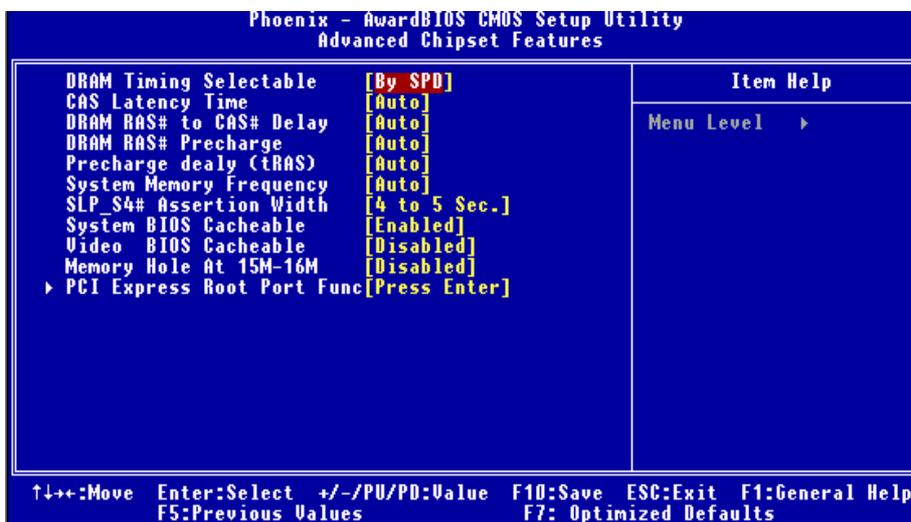 Phoenix - AwardBIOS CMOS Setup Utility
Advanced Chipset Features
DRAM Timing Selectable [By SPD]
CAS Latency Time [Auto]
DRAM RAS# to CAS# Delay [Auto]
DRAM RAS# Precharge [Auto]
Precharge dealy (tRAS) [Auto]
System Memory Frequency [Auto]
SLP_S4# Assertion Width [4 to 5 Sec.]
System BIOS Cacheable [Enabled]
Video BIOS Cacheable [Disabled]
Memory Hole At 15M-16M [Disabled]
▸ PCI Express Root Port Func[Press Enter]
Item Help
Menu Level ▸
↑↓→←:Move Enter:Select +/-/PU/PD:Value F10:Save ESC:Exit F1:General Help
F5:Previous Values F7: Optimized Defaults